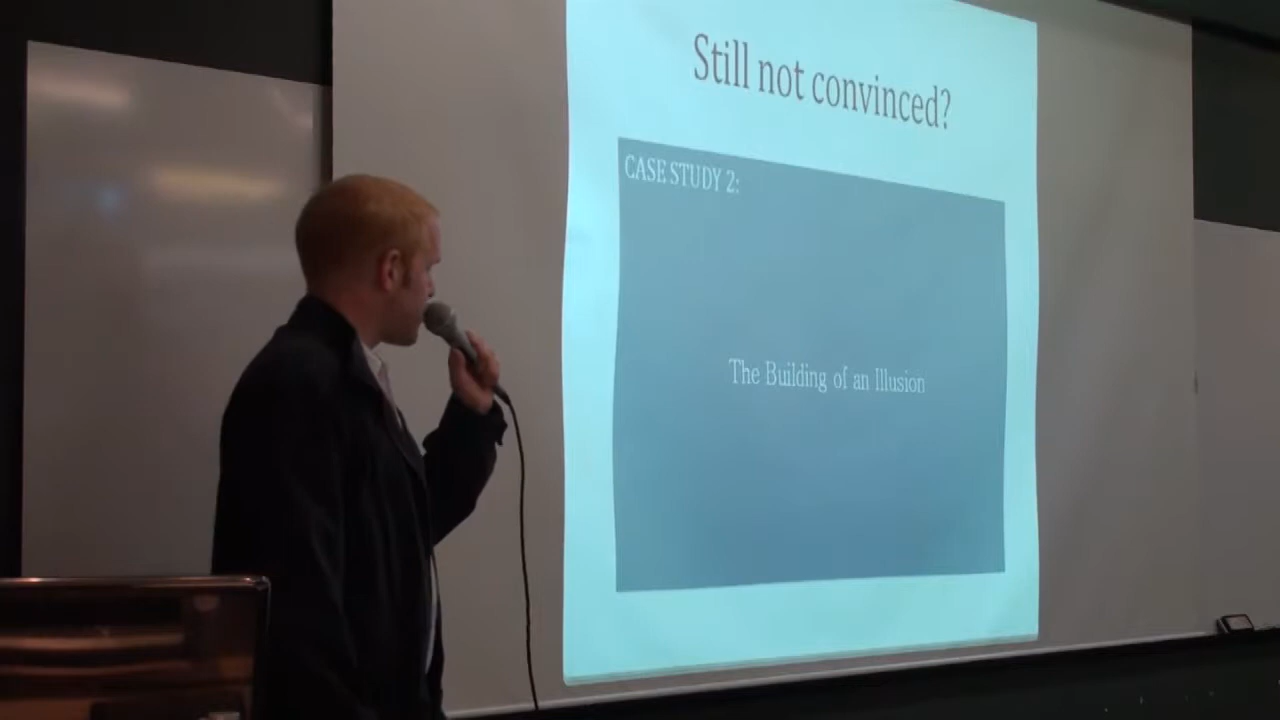 Still not convinced?
CASE STUDY 2:
The Building of an Illusion